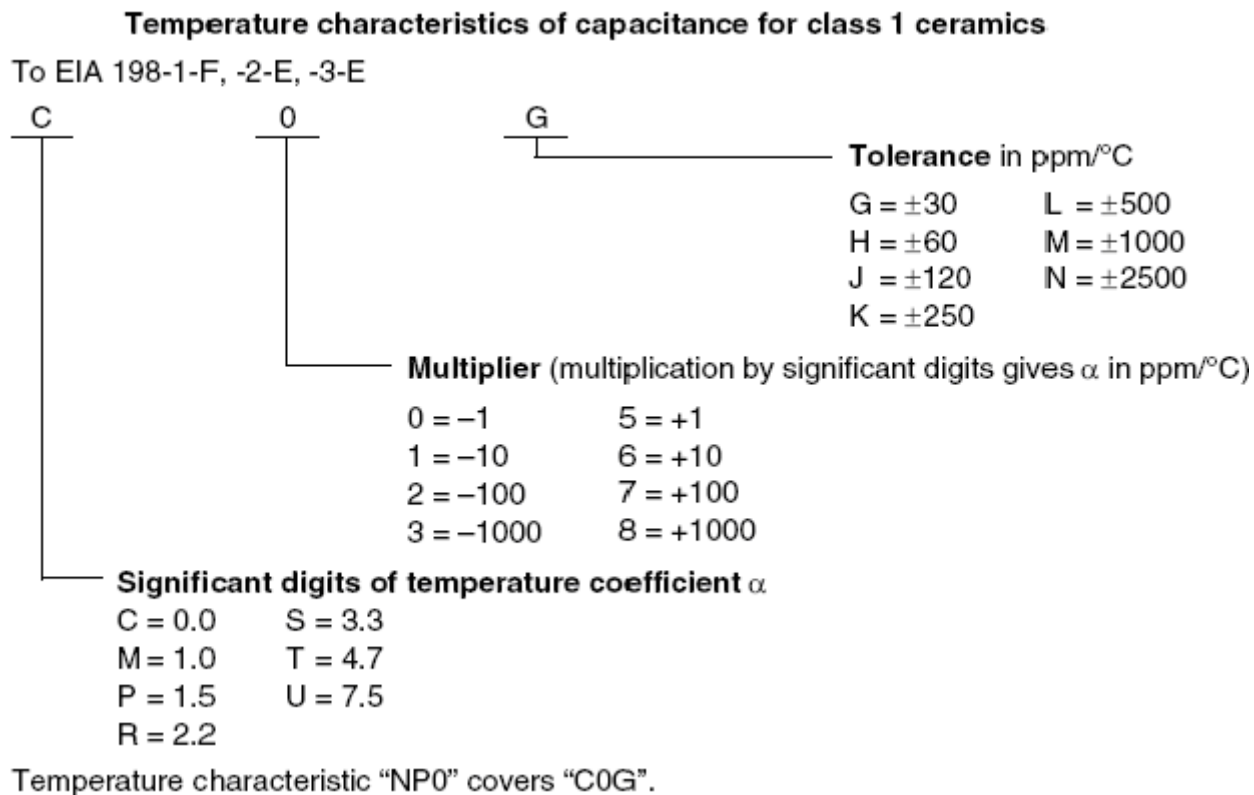 Temperature characteristics of capacitance for class 1 ceramics
To EIA 198-1-F, -2-E, -3-E
C 0 G
Tolerance in ppm/°C
G = ±30 L = ±500
H = ±60 M = ±1000
J = ±120 N = ±2500
K = ±250
Multiplier (multiplication by significant digits gives α in ppm/°C)
0 = –1 5 = +1
1 = –10 6 = +10
2 = –100 7 = +100
3 = –1000 8 = +1000
Significant digits of temperature coefficient α
C = 0.0 S = 3.3
M = 1.0 T = 4.7
P = 1.5 U = 7.5
R = 2.2
Temperature characteristic “NP0” covers “C0G”.